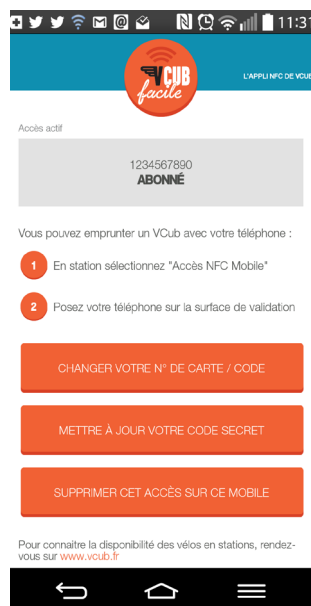 11:31
VCUB
facile
L'APPLI NFC DE VCUB
Accès actif
1234567890
ABONNÉ
Vous pouvez emprunter un VCub avec votre téléphone :
1 En station sélectionnez "Accès NFC Mobile"
2 Posez votre téléphone sur la surface de validation
CHANGER VOTRE N° DE CARTE / CODE
METTRE À JOUR VOTRE CODE SECRET
SUPPRIMER CET ACCÈS SUR CE MOBILE
Pour connaitre la disponibilité des vélos en stations, rendez-
vous sur www.vcub.fr